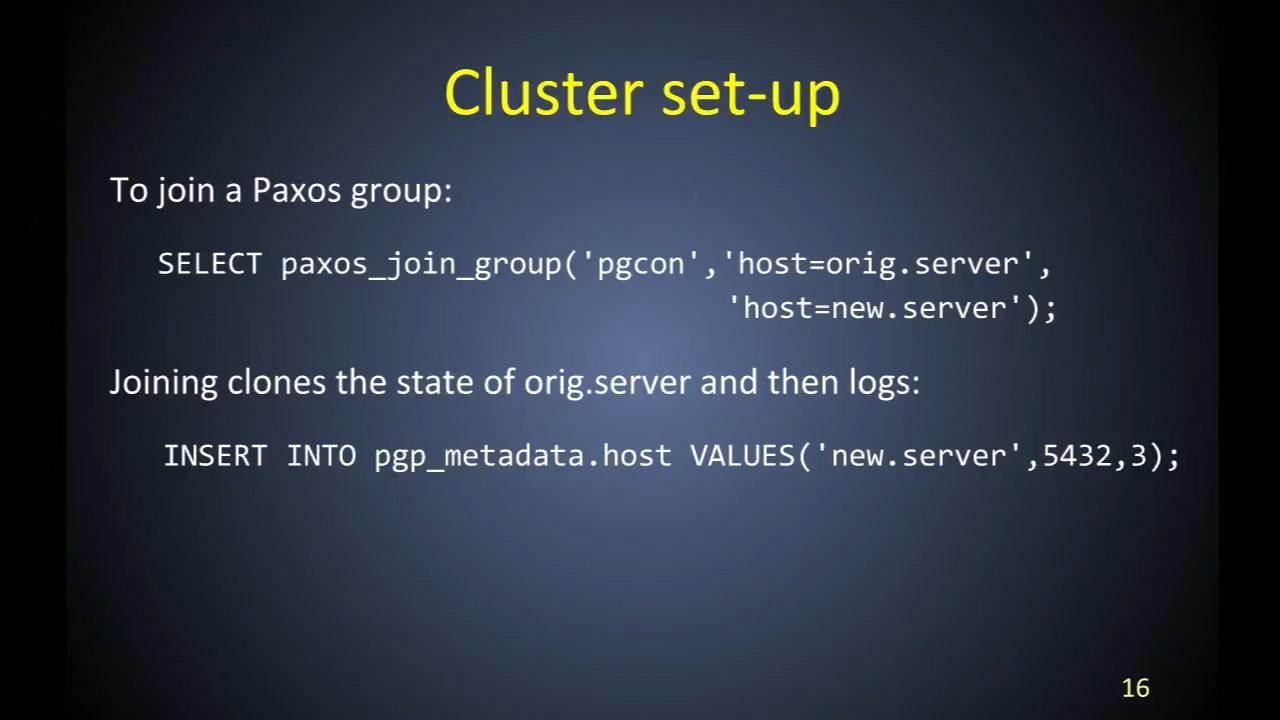 Cluster set-up
To join a Paxos group:
SELECT paxos_join_group('pgcon','host=orig.server',
'host=new.server');
Joining clones the state of orig.server and then logs:
INSERT INTO pgp_metadata.host VALUES('new.server',5432,3);
16